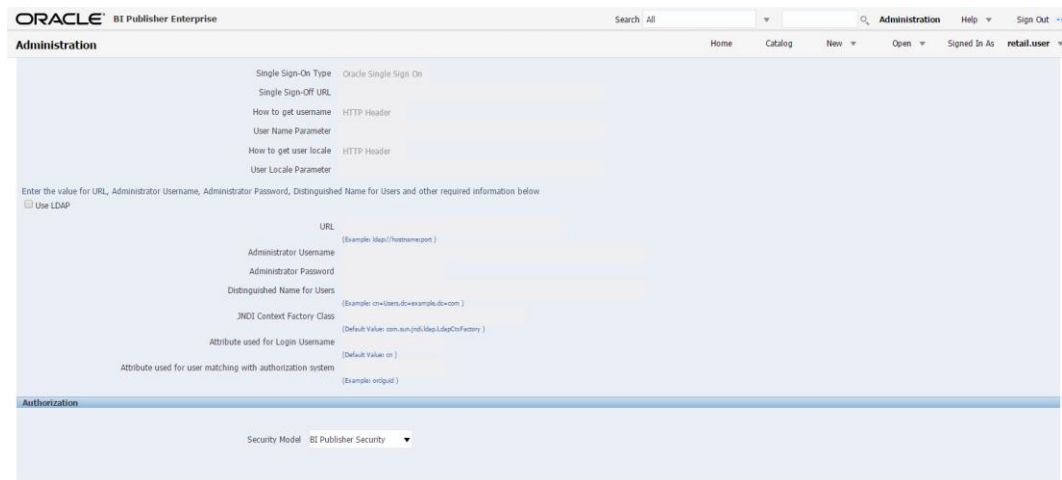 ORACLE BI Publisher Enterprise Search All Administration Help Sign Out
Administration Home Catalog New Open Signed In As retail.user
Single Sign-On Type Oracle Single Sign On
Single Sign-Off URL
How to get username HTTP Header
User Name Parameter
How to get user locale HTTP Header
User Locale Parameter
Enter the value for URL, Administrator Username, Administrator Password, Distinguished Name for Users and other required information below
Use LDAP
URL
(Example: ldap://hostname:port )
Administrator Username
Administrator Password
Distinguished Name for Users
(Example: cn=Users,dc=example,dc=com )
JNDI Context Factory Class
(Default Value: com.sun.jndi.ldap.LdapCtxFactory )
Attribute used for Login Username
(Default Value: cn )
Attribute used for user matching with authorization system
(Example: orclguid )
Authorization
Security Model BI Publisher Security